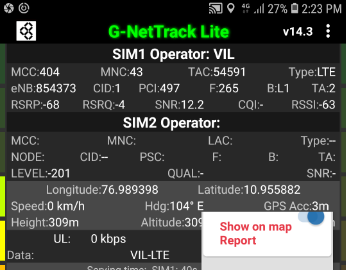 4G 27% 2:23 PM
G-NetTrack Lite v14.3
SIM1 Operator: VIL
MCC:404 MNC:43 TAC:54591 Type:LTE
eNB:854373 CID:1 PCI:497 F:265 B:L1 TA:2
RSRP:-68 RSRQ:-4 SNR:12.2 CQI:- RSSI:-63
SIM2 Operator:
MCC: MNC: LAC: Type:--
NODE: CID:-- PSC: F: B: TA:
LEVEL:-201 QUAL:- SNR:-
Longitude:76.989398 Latitude:10.955882
Speed:0 km/h Hdg:104° E GPS Acc:3m
Height:309m Altitude:309
Show on map
Report
UL: 0 kbps
Data: VIL-LTE
Serving time: SIM1: 40s